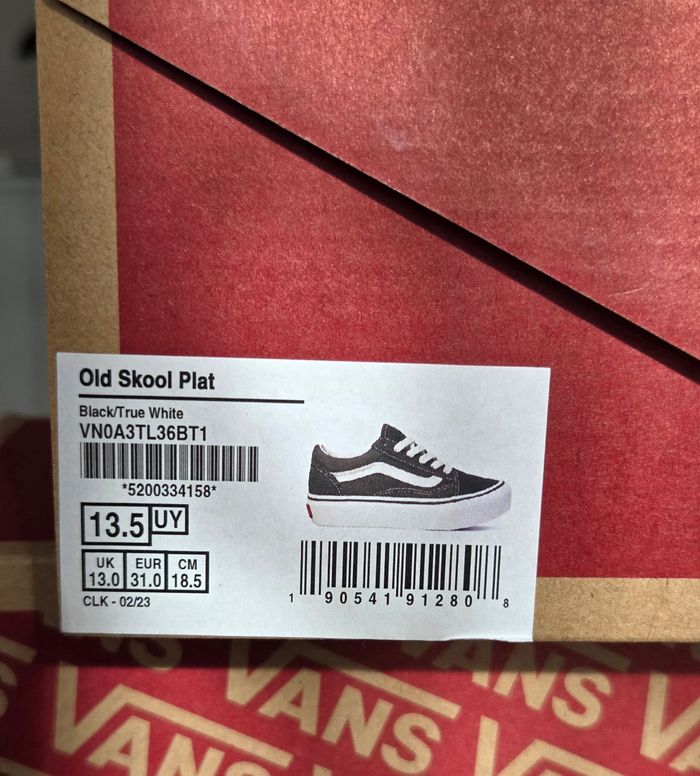 Old Skool Plat
Black/True White
VN0A3TL36BT1
*5200334158*
13.5 UY
UK EUR CM
13.0 31.0 18.5
CLK - 02/23
1 90541 91280 8
VANS
VANS
VANS